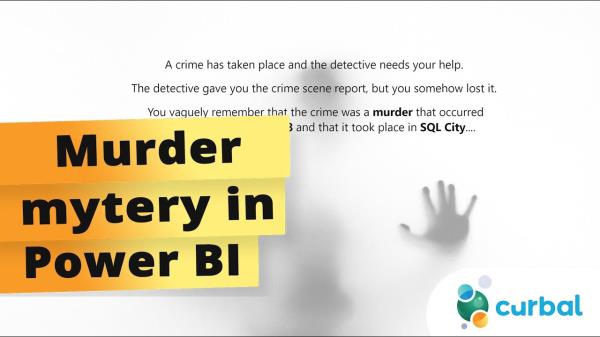 A crime has taken place and the detective needs your help.
The detective gave you the crime scene report, but you somehow lost it.
You vaguely remember that the crime was a murder that occurred
and that it took place in SQL City....
Murder
mytery in
Power BI
curbal